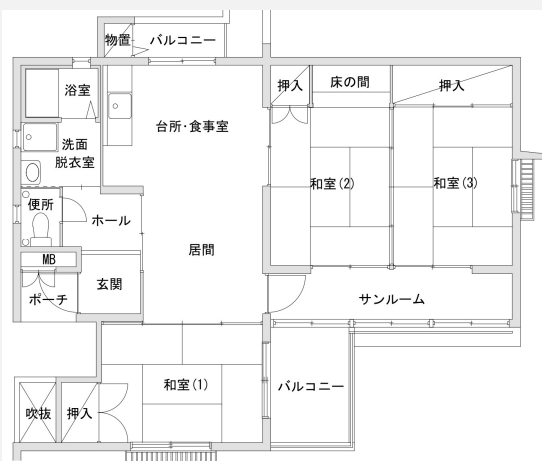 物置 バルコニー
浴室
押入
床の間
押入
台所･食事室
洗面
脱衣室
和室(2)
和室(3)
便所
ホール
居間
MB
ポーチ
玄関
サンルーム
和室(1)
バルコニー
吹抜
押入